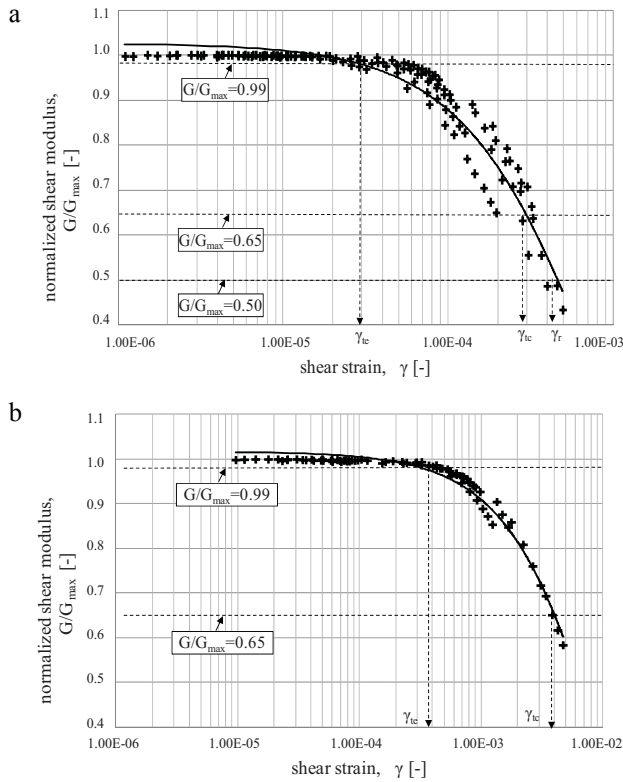 a
normalized shear modulus,
G/Gmax [-]
1.1
1.0
0.9
0.8
0.7
0.6
0.5
0.4
G/Gmax=0.99
G/Gmax=0.65
G/Gmax=0.50
γte
γtc
γr
1.00E-06
1.00E-05
1.00E-04
1.00E-03
shear strain, γ [-]
b
normalized shear modulus,
G/Gmax [-]
1.1
1.0
0.9
0.8
0.7
0.6
0.5
0.4
G/Gmax=0.99
G/Gmax=0.65
γte
γtc
1.00E-06
1.00E-05
1.00E-04
1.00E-03
1.00E-02
shear strain, γ [-]